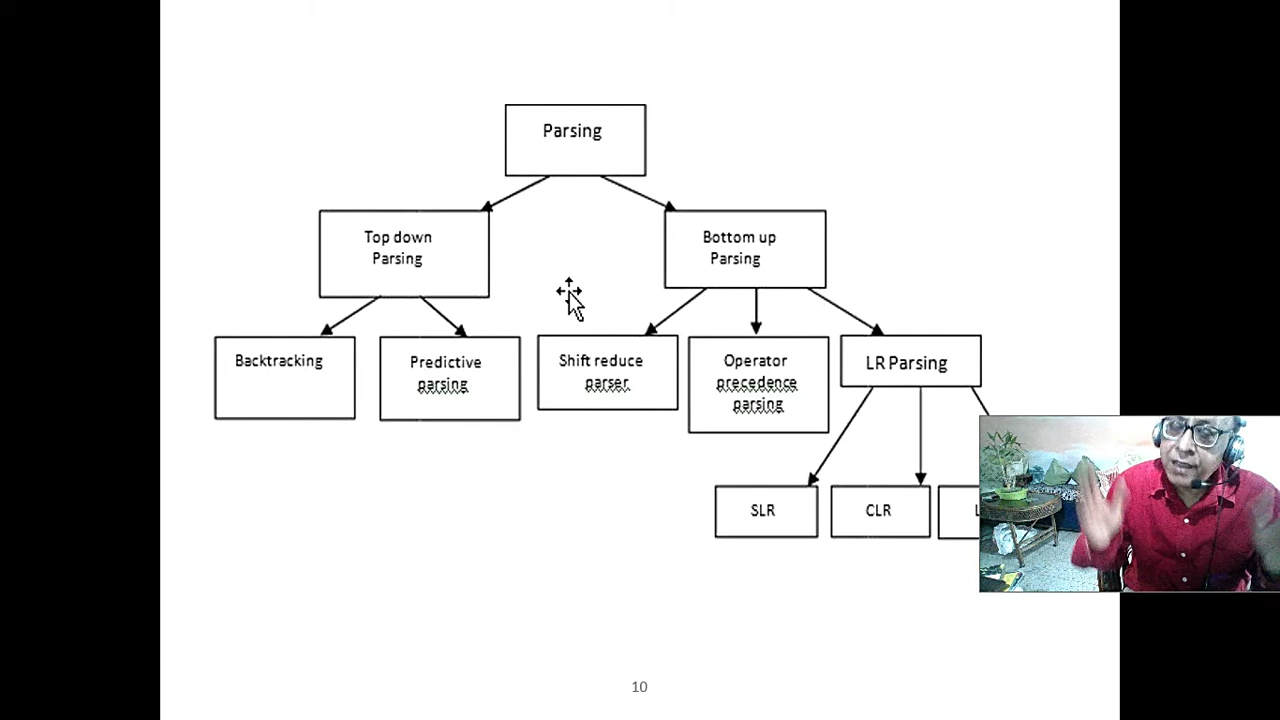 Parsing
Top down
Parsing
Bottom up
Parsing
Backtracking
Predictive
parsing
Shift reduce
parser
Operator
precedence
parsing
LR Parsing
SLR
CLR
10